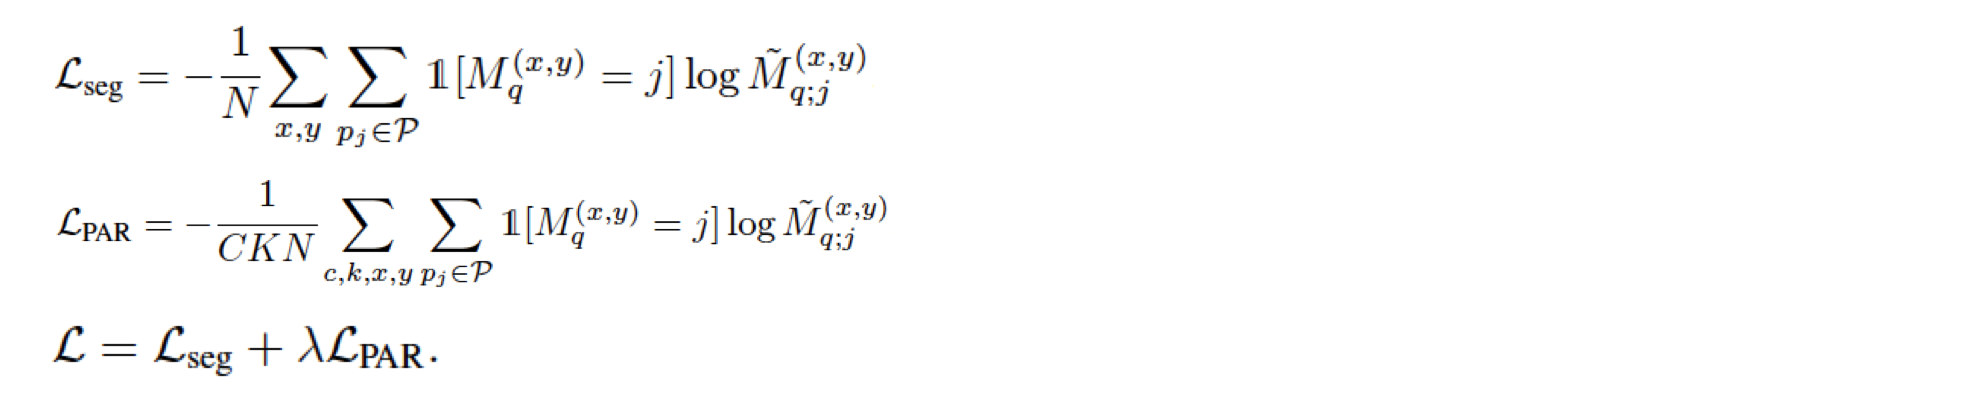 $\mathcal{L}_{\text{seg}} = -\frac{1}{N} \sum_{x,y} \sum_{p_j \in \mathcal{P}} \mathbb{1}[M_q^{(x,y)} = j] \log \tilde{M}_{q;j}^{(x,y)}$
$\mathcal{L}_{\text{PAR}} = -\frac{1}{CKN} \sum_{c,k,x,y} \sum_{p_j \in \mathcal{P}} \mathbb{1}[M_q^{(x,y)} = j] \log \tilde{M}_{q;j}^{(x,y)}$
$\mathcal{L} = \mathcal{L}_{\text{seg}} + \lambda \mathcal{L}_{\text{PAR}}.$